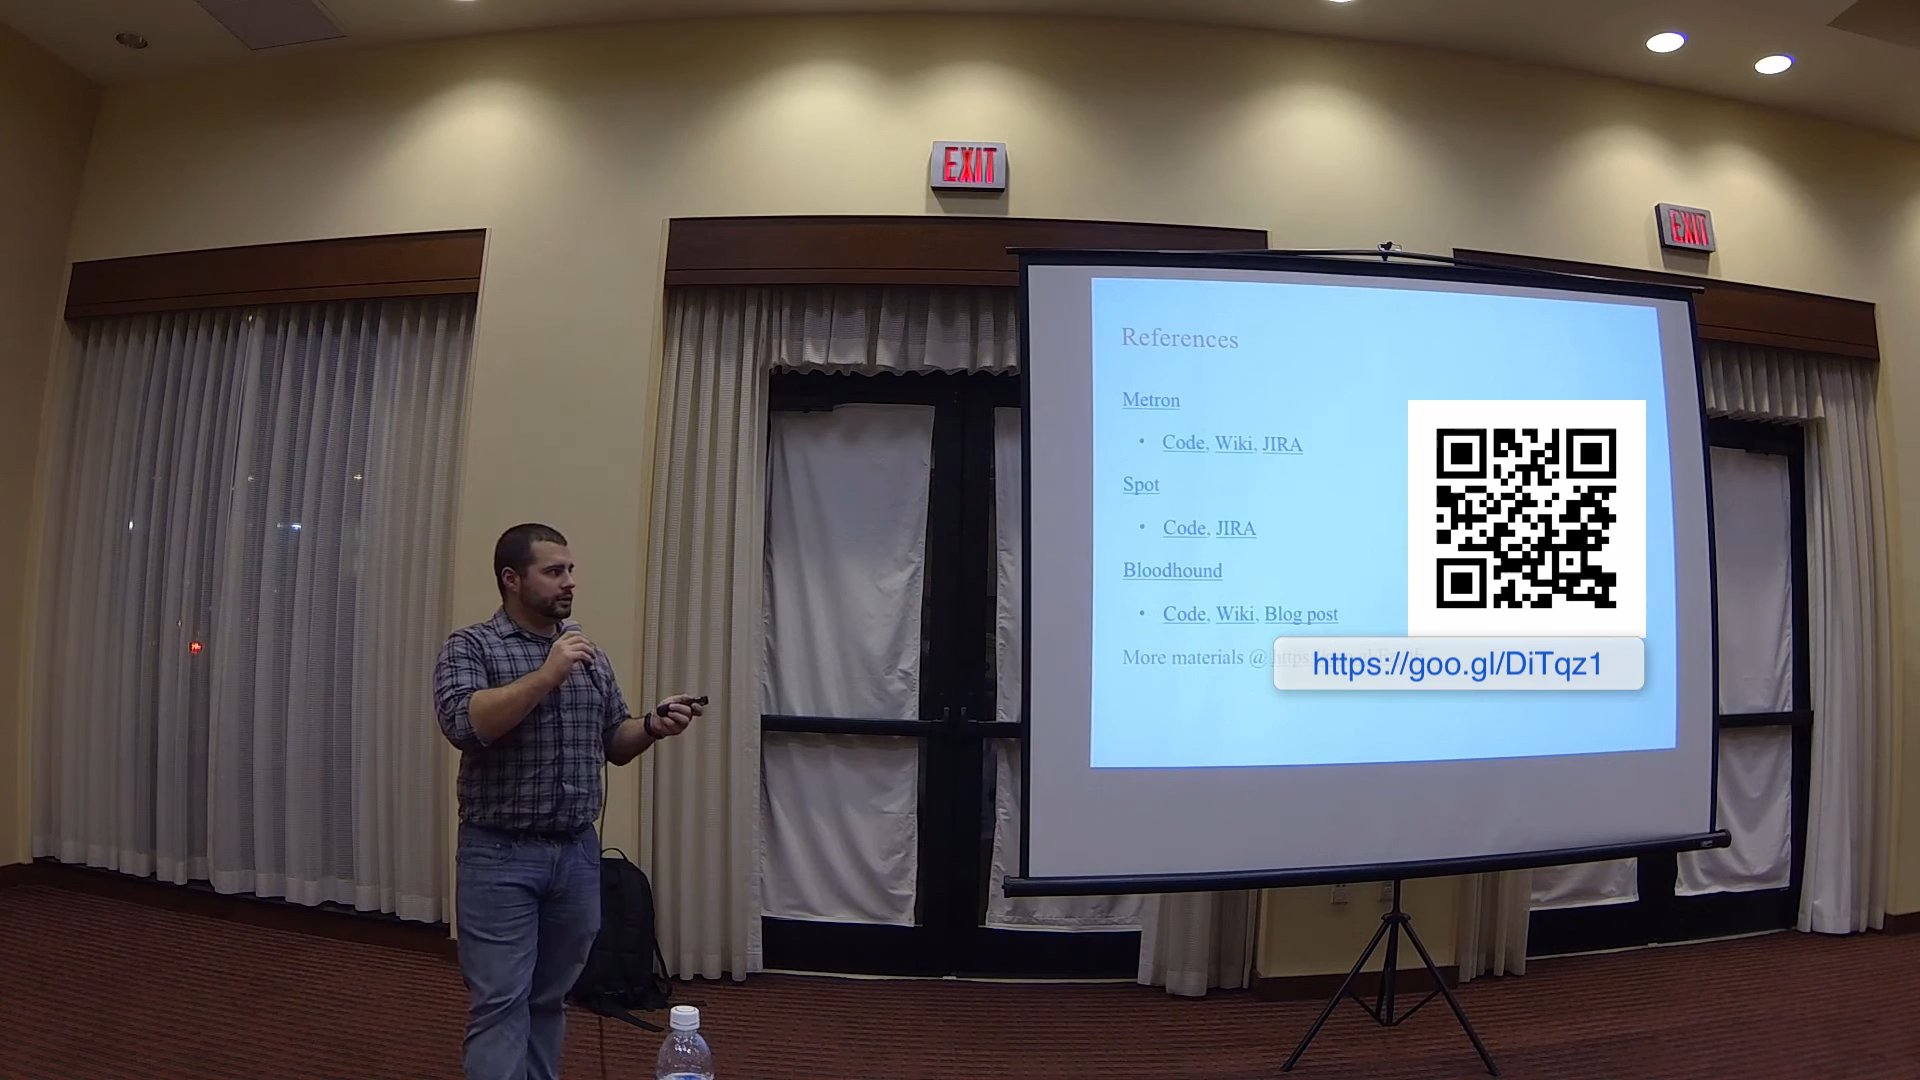 EXIT
EXIT
References
Metron
• Code, Wiki, JIRA
Spot
• Code, JIRA
Bloodhound
• Code, Wiki, Blog post
More materials @
https://goo.gl/DiTqz1